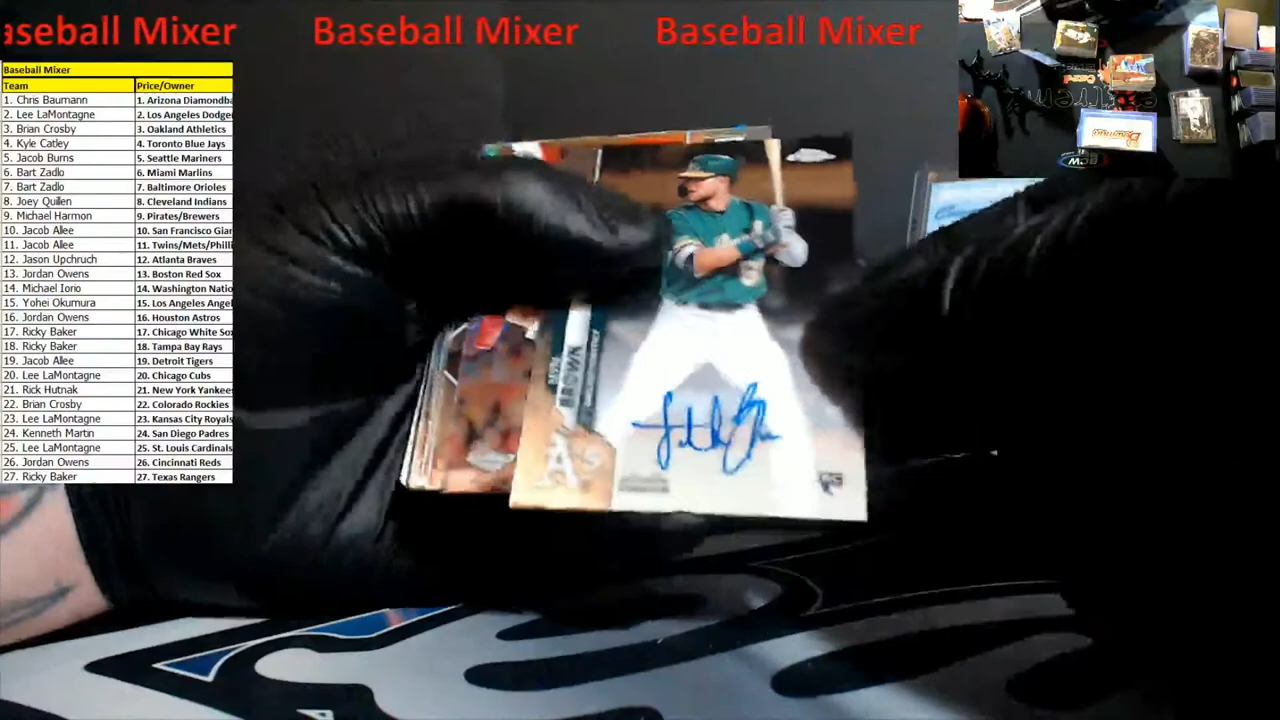 aseball Mixer Baseball Mixer Baseball Mixer
Baseball Mixer
Team Price/Owner
1. Chris Baumann 1. Arizona Diamondba
2. Lee LaMontagne 2. Los Angeles Dodge
3. Brian Crosby 3. Oakland Athletics
4. Kyle Catley 4. Toronto Blue Jays
5. Jacob Burns 5. Seattle Mariners
6. Bart Zadlo 6. Miami Marlins
7. Bart Zadlo 7. Baltimore Orioles
8. Joey Quillen 8. Cleveland Indians
9. Michael Harmon 9. Pirates/Brewers
10. Jacob Allee 10. San Francisco Gian
11. Jacob Allee 11. Twins/Mets/Philli
12. Jason Upchruch 12. Atlanta Braves
13. Jordan Owens 13. Boston Red Sox
14. Michael Iorio 14. Washington Natio
15. Yohei Okumura 15. Los Angeles Angel
16. Jordan Owens 16. Houston Astros
17. Ricky Baker 17. Chicago White Sox
18. Ricky Baker 18. Tampa Bay Rays
19. Jacob Allee 19. Detroit Tigers
20. Lee LaMontagne 20. Chicago Cubs
21. Rick Hutnak 21. New York Yankee
22. Brian Crosby 22. Colorado Rockies
23. Lee LaMontagne 23. Kansas City Royals
24. Kenneth Martin 24. San Diego Padres
25. Lee LaMontagne 25. St. Louis Cardinals
26. Jordan Owens 26. Cincinnati Reds
27. Ricky Baker 27. Texas Rangers
BROWN
A's
RC